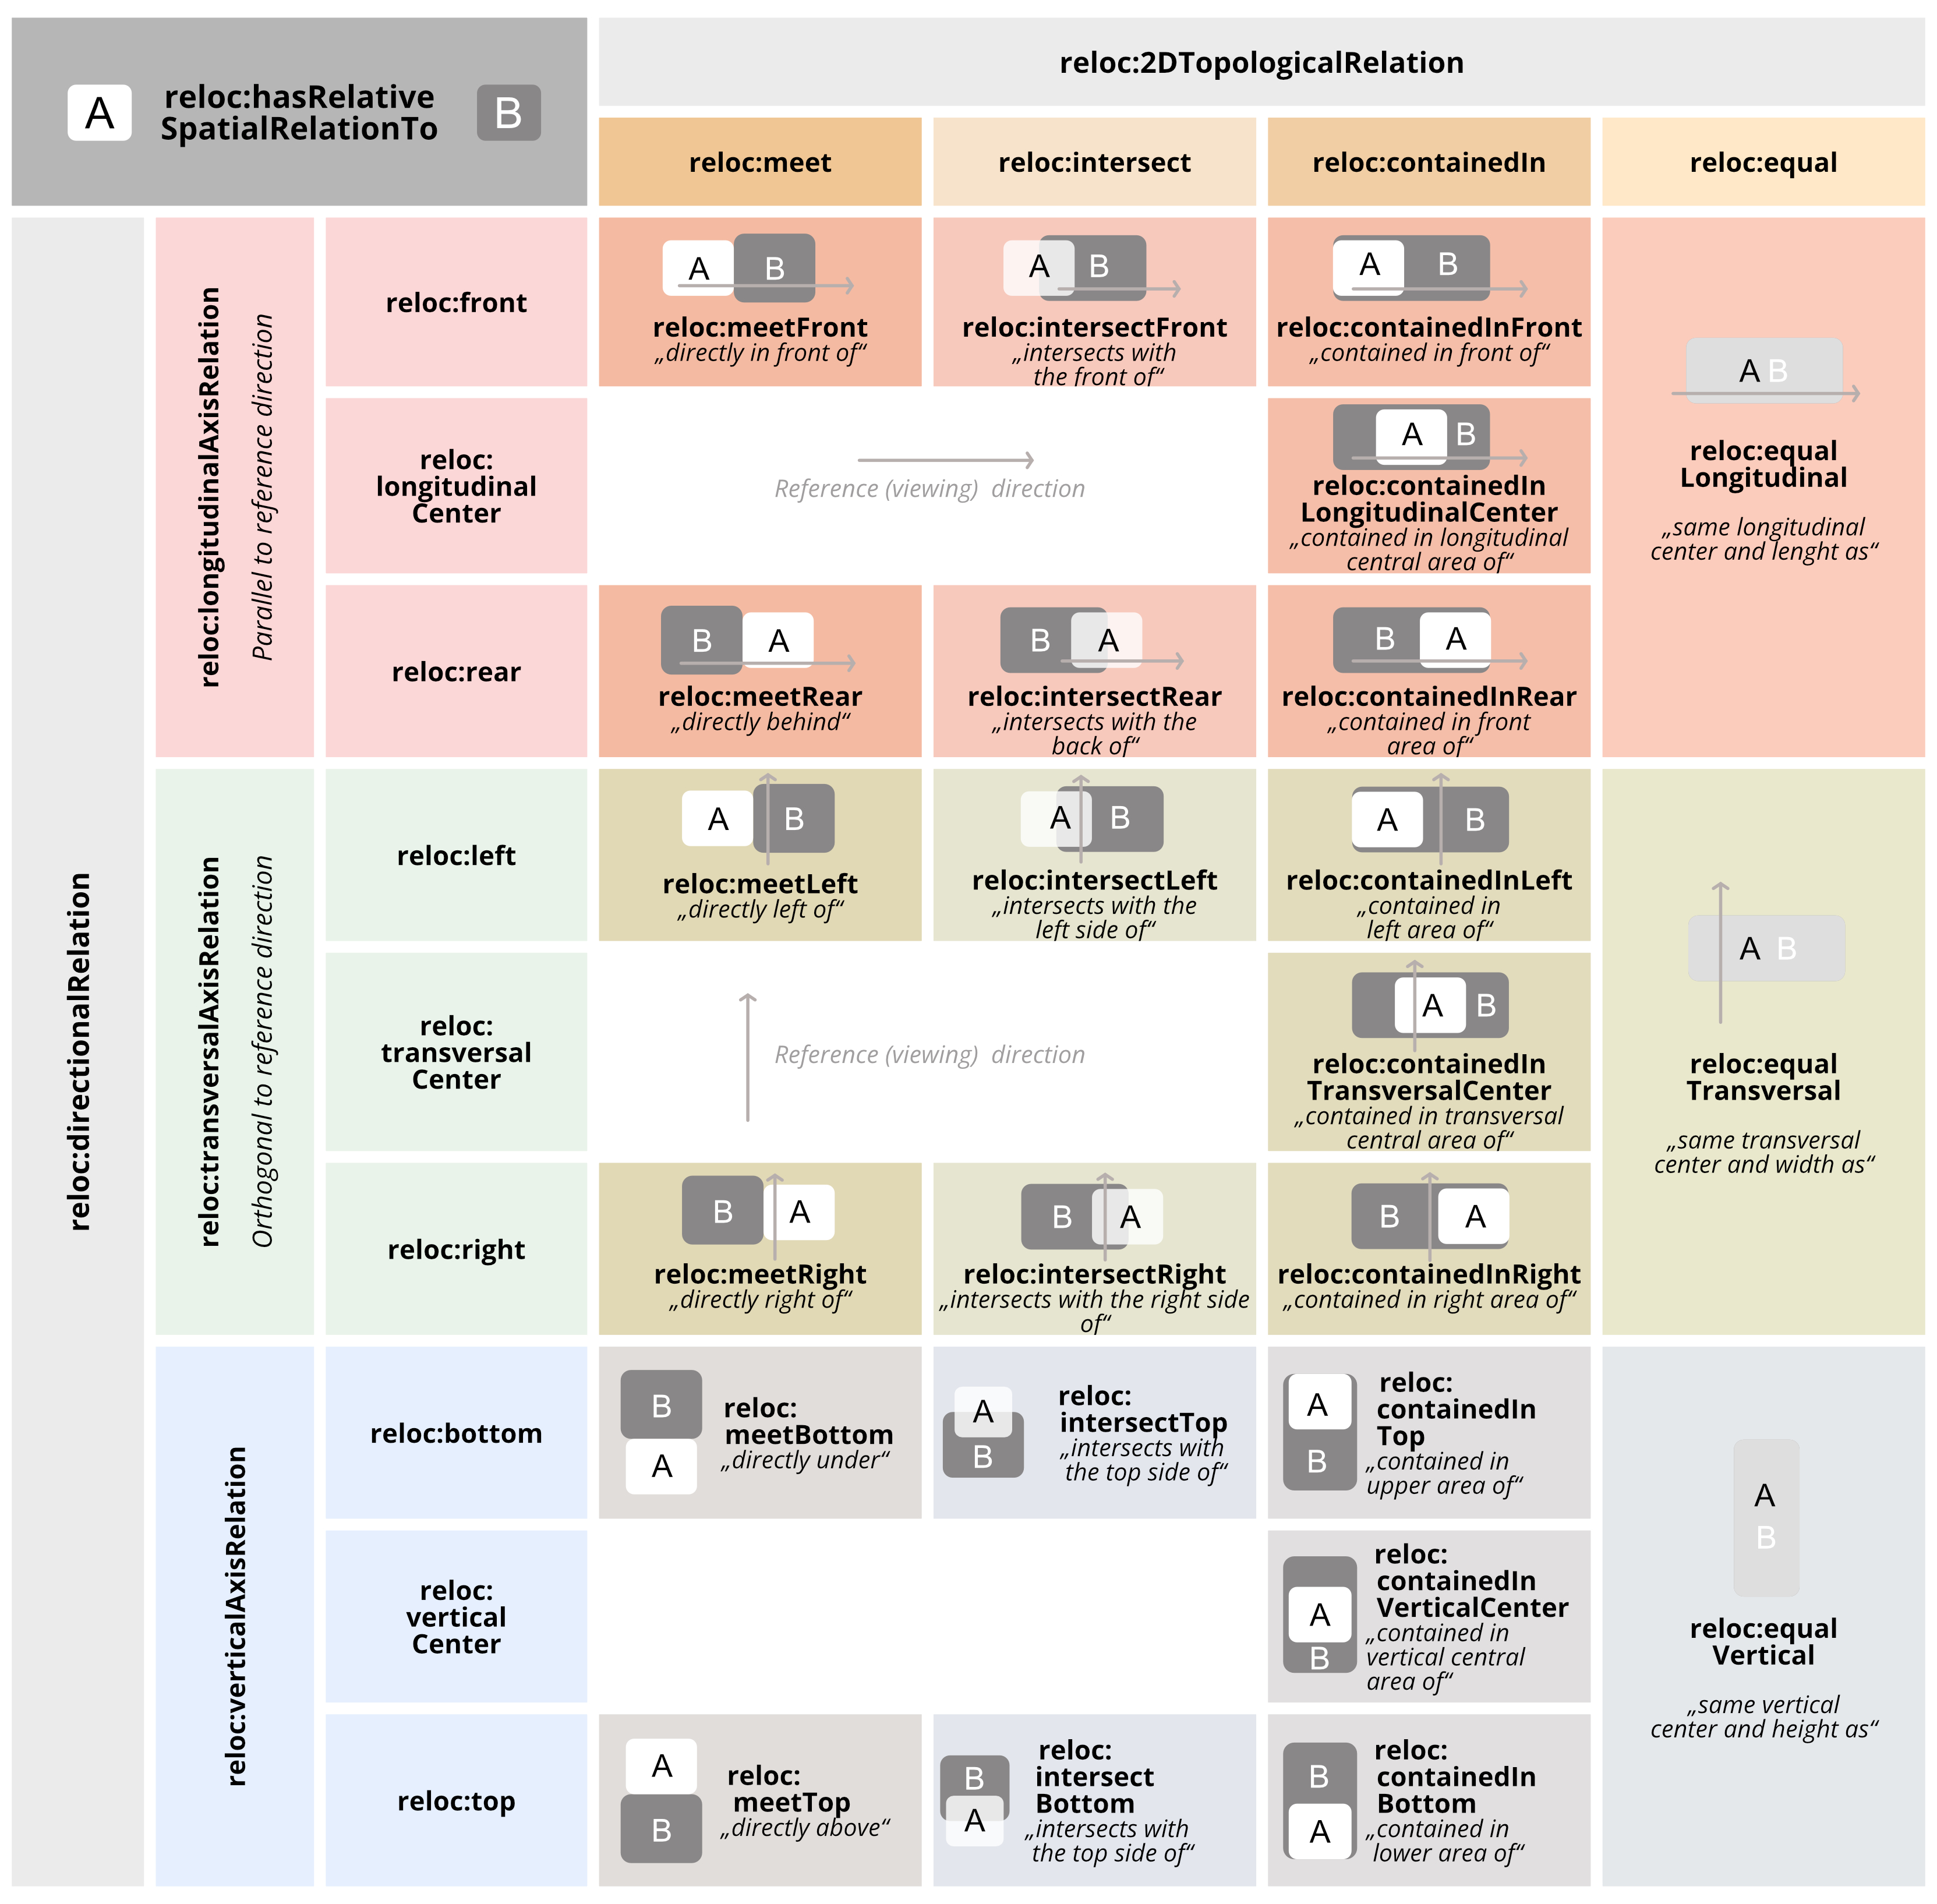 A
reloc:hasRelative
SpatialRelationTo
B
reloc:2DTopologicalRelation
reloc:meet
reloc:intersect
reloc:containedIn
reloc:equal
reloc:directionalRelation
reloc:longitudinalAxisRelation
Parallel to reference direction
reloc:front
A B
reloc:meetFront
„directly in front of“
A B
reloc:intersectFront
„intersects with
the front of“
A B
reloc:containedInFront
„contained in front of“
A B
reloc:equal
Longitudinal
„same longitudinal
center and lenght as“
reloc:
longitudinal
Center
Reference (viewing) direction
A B
reloc:containedIn
LongitudinalCenter
„contained in longitudinal
central area of“
reloc:rear
B A
reloc:meetRear
„directly behind“
B A
reloc:intersectRear
„intersects with the
back of“
B A
reloc:containedInRear
„contained in front
area of“
reloc:transversalAxisRelation
Orthogonal to reference direction
reloc:left
A B
reloc:meetLeft
„directly left of“
A B
reloc:intersectLeft
„intersects with the
left side of“
A B
reloc:containedInLeft
„contained in
left area of“
A B
reloc:equal
Transversal
„same transversal
center and width as“
reloc:
transversal
Center
Reference (viewing) direction
A B
reloc:containedIn
TransversalCenter
„contained in transversal
central area of“
reloc:right
B A
reloc:meetRight
„directly right of“
B A
reloc:intersectRight
„intersects with the right side
of“
B A
reloc:containedInRight
„contained in right area of“
reloc:verticalAxisRelation
reloc:bottom
B
A
reloc:
meetBottom
„directly under“
A
B
reloc:
intersectTop
„intersects with
the top side of“
A
B
reloc:
containedIn
Top
„contained in
upper area of“
A
B
reloc:equal
Vertical
„same vertical
center and height as“
reloc:
vertical
Center
A
B
reloc:
containedIn
VerticalCenter
„contained in
vertical central
area of“
reloc:top
A
B
reloc:
meetTop
„directly above“
B
A
reloc:
intersect
Bottom
„intersects with
the top side of“
B
A
reloc:
containedIn
Bottom
„contained in
lower area of“